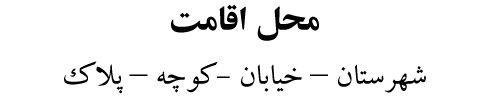 محل اقامت
شهرستان – خیابان –کوچه – پلاک